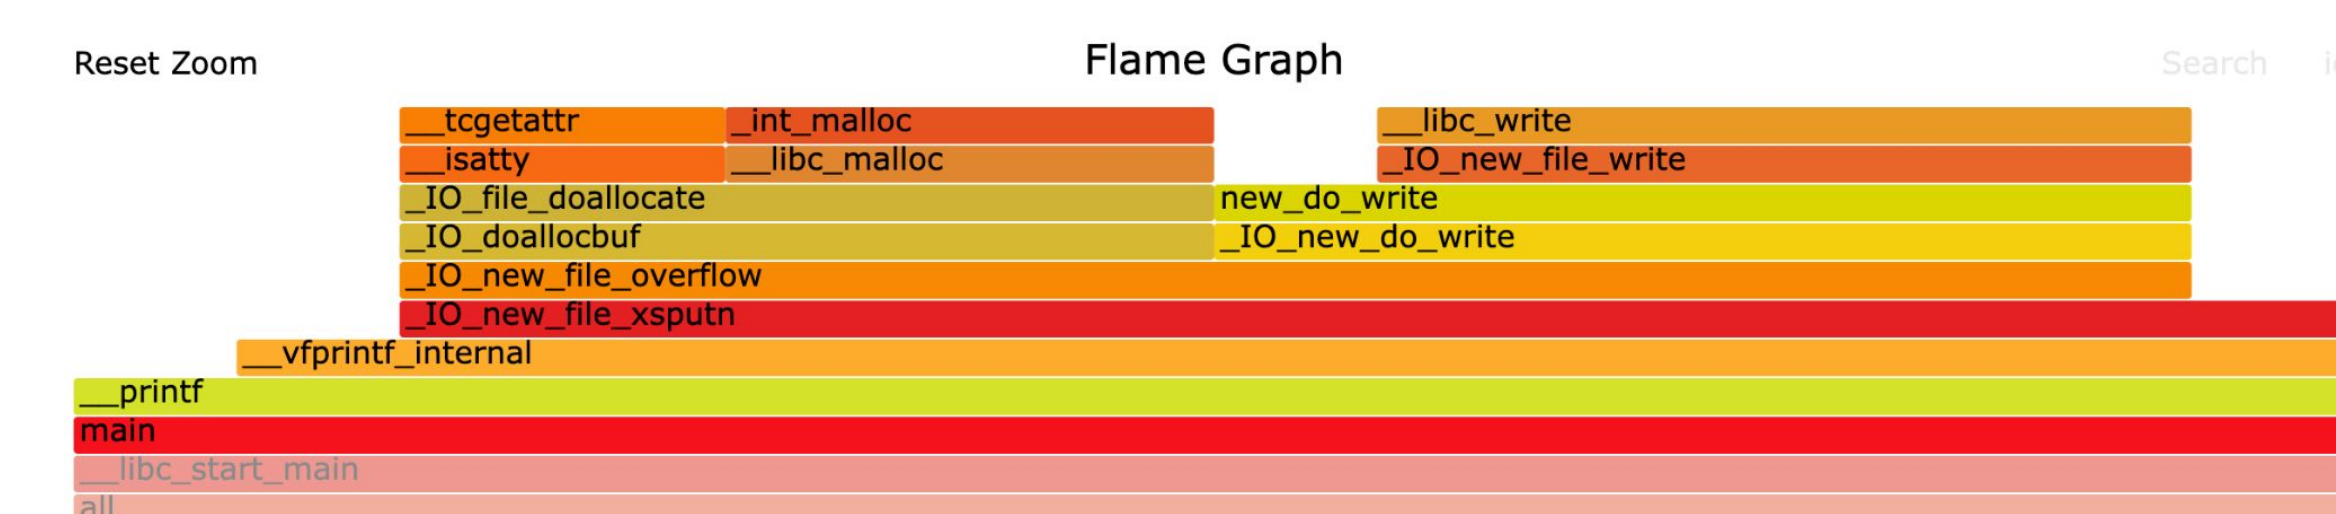 Reset Zoom Flame Graph Search
__tcgetattr _int_malloc __libc_write
__isatty __libc_malloc _IO_new_file_write
_IO_file_doallocate new_do_write
_IO_doallocbuf _IO_new_do_write
_IO_new_file_overflow
_IO_new_file_xsputn
__vfprintf_internal
__printf
main
__libc_start_main
all